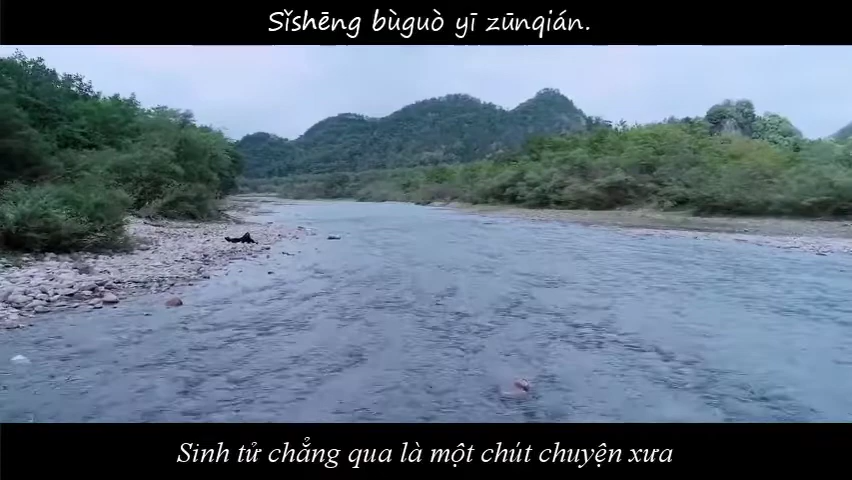 Sǐshēng bùguò yī zūnqián.
Sinh tử chẳng qua là một chút chuyện xưa